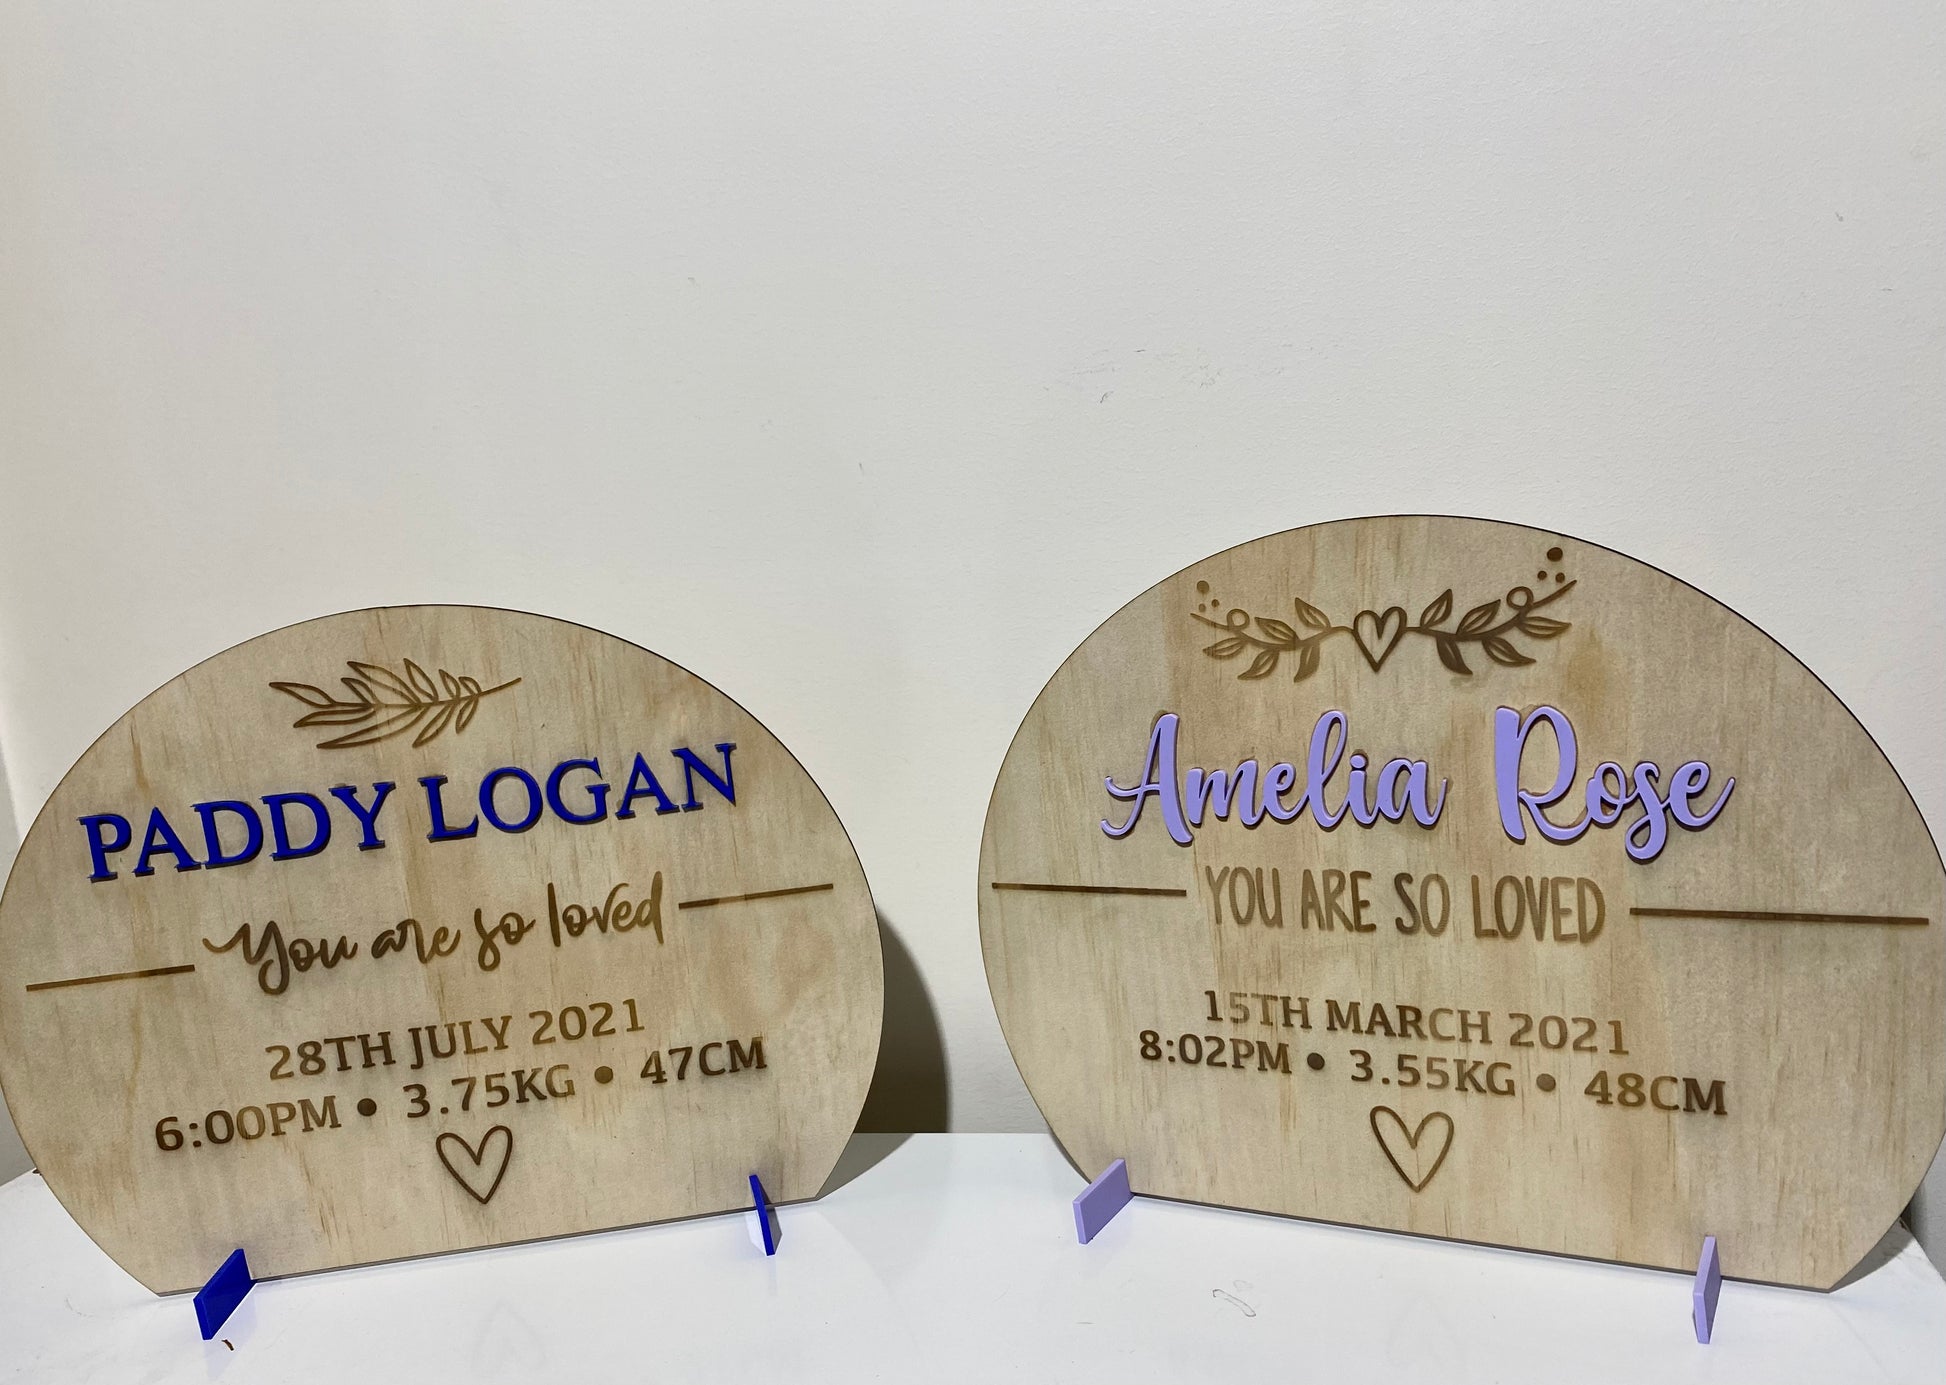 PADDY LOGAN
You are so loved
28TH JULY 2021
6:00PM • 3.75KG • 47CM
Amelia Rose
YOU ARE SO LOVED
15TH MARCH 2021
8:02PM • 3.55KG • 48CM